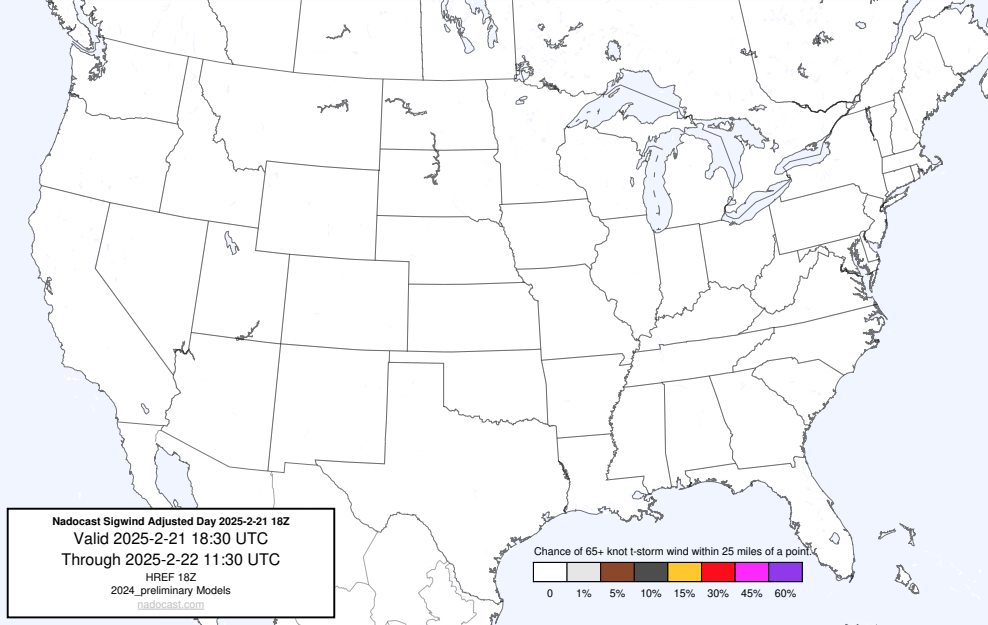 Nadocast Sigwind Adjusted Day 2025-2-21 18Z
Valid 2025-2-21 18:30 UTC
Through 2025-2-22 11:30 UTC
HREF 18Z
2024_preliminary Models
nadocast.com
Chance of 65+ knot t-storm wind within 25 miles of a point.
0 1% 5% 10% 15% 30% 45% 60%